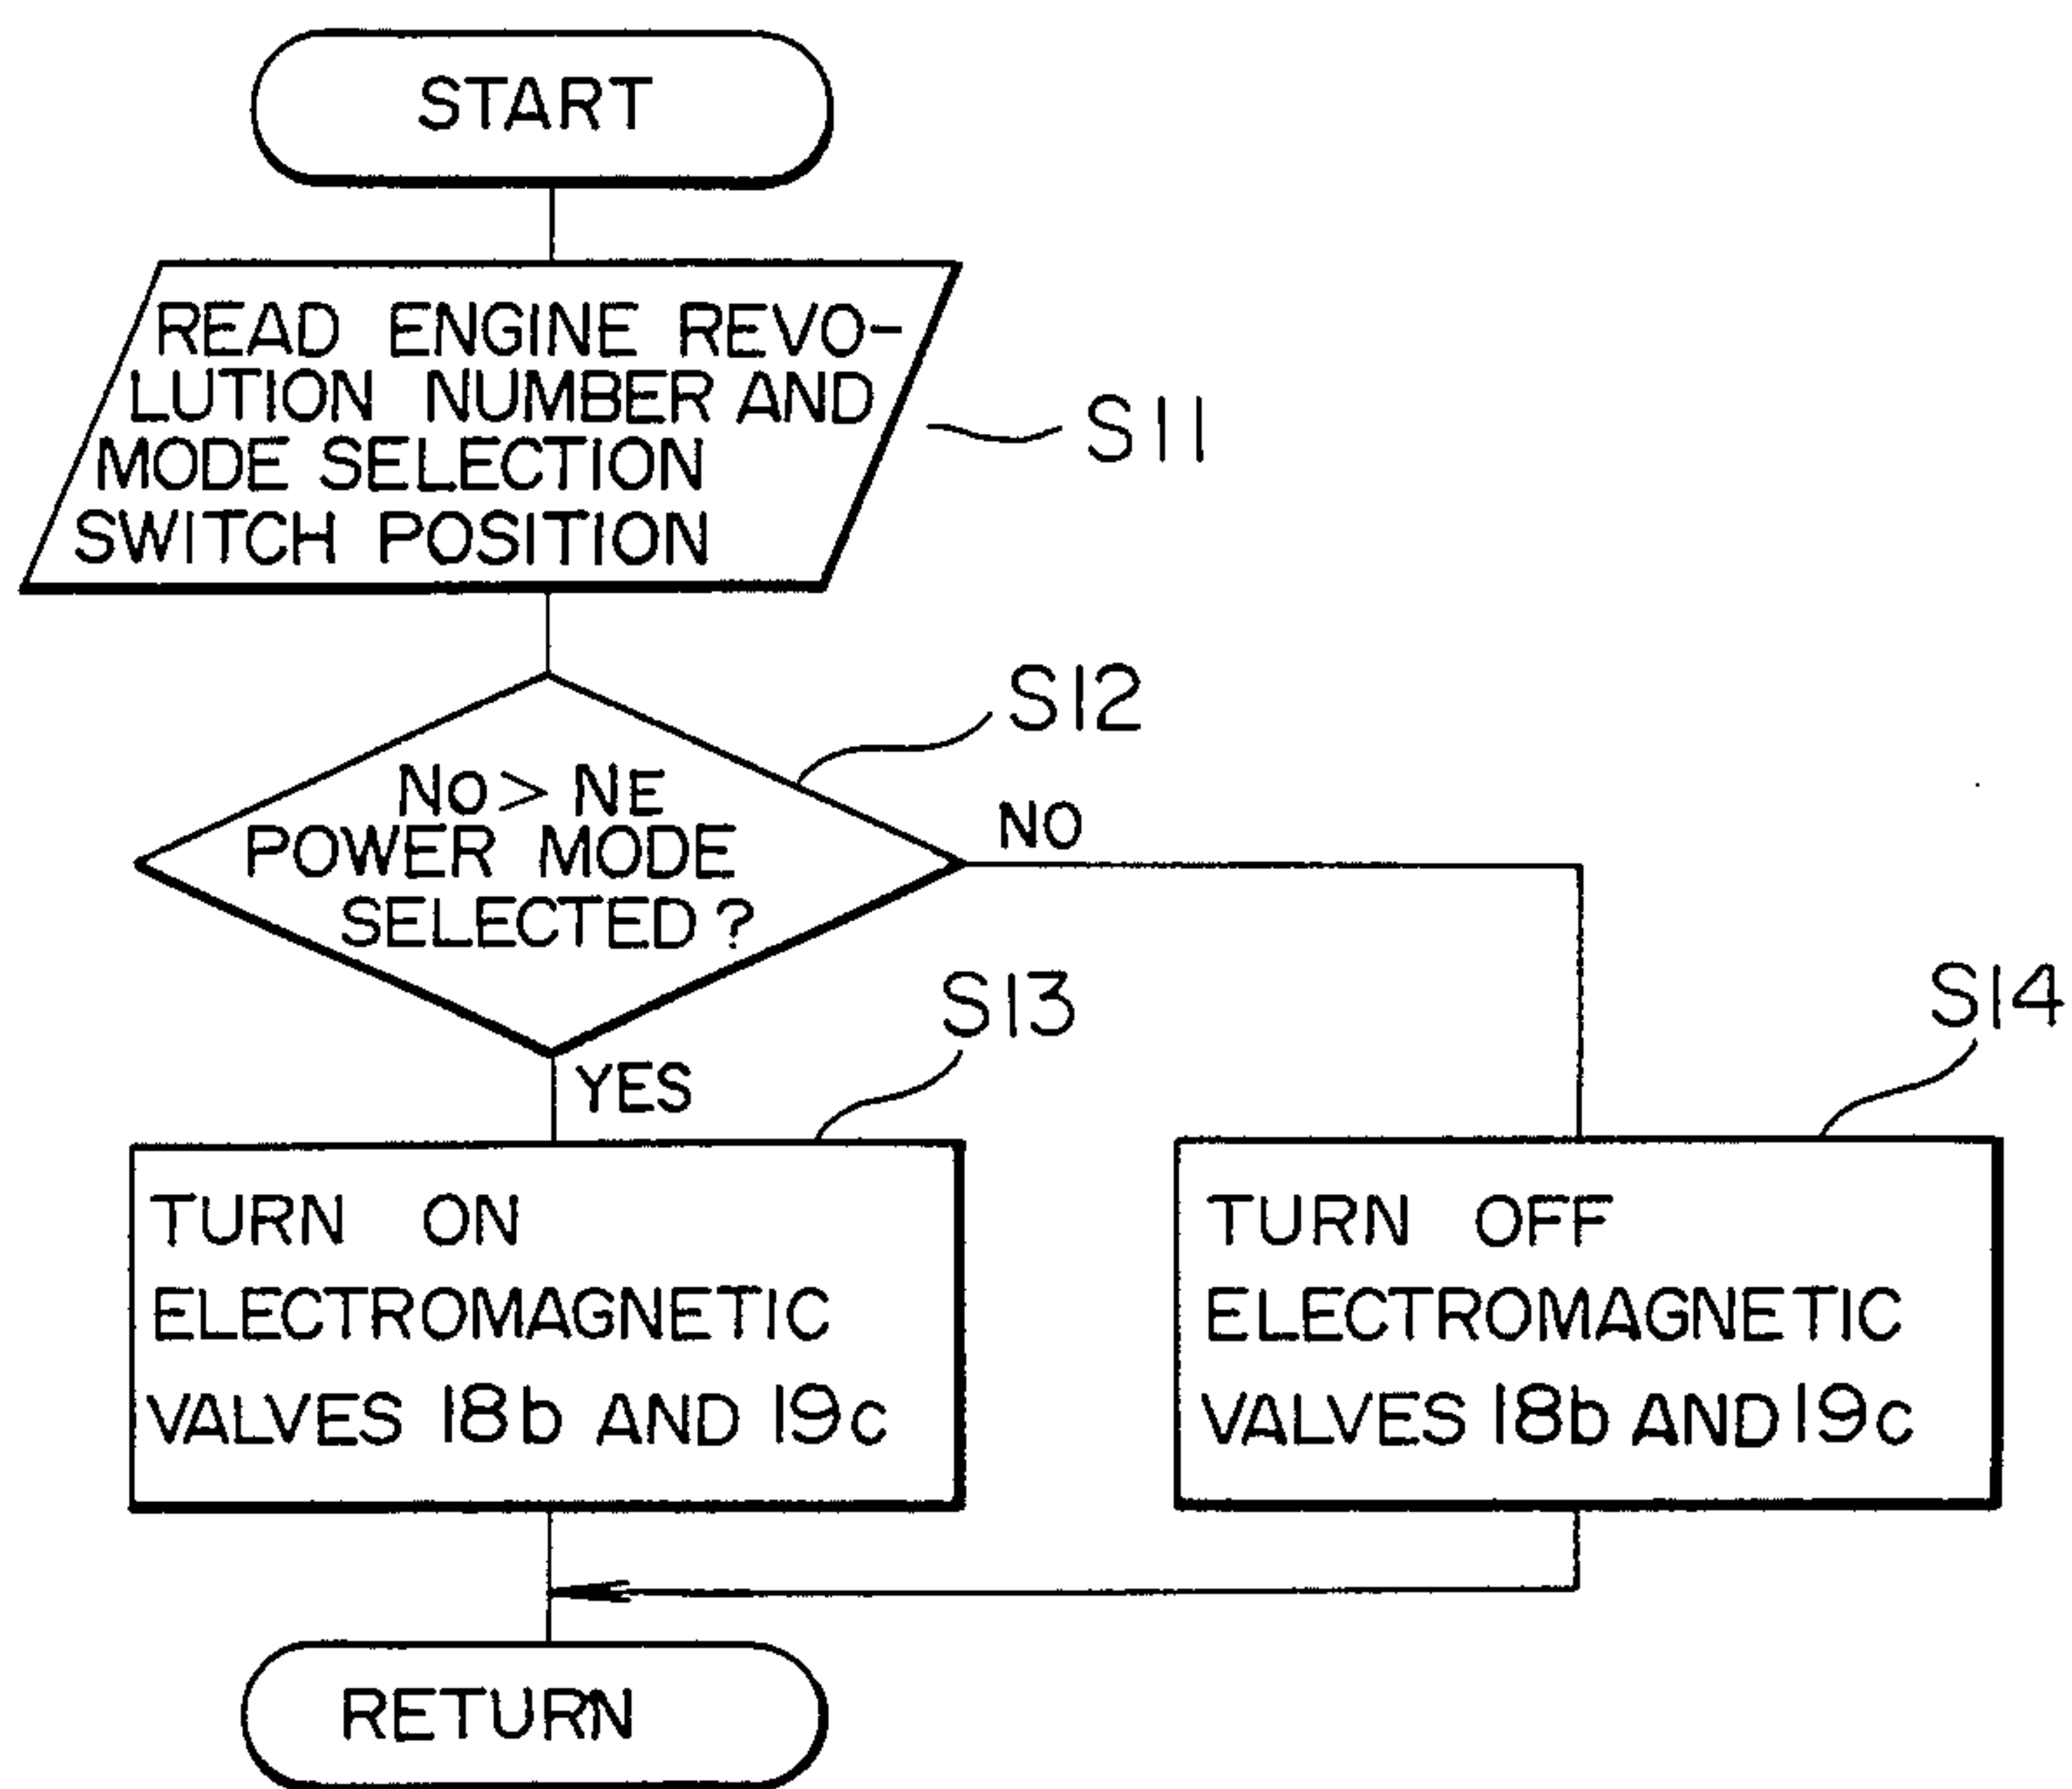 START
READ ENGINE REVO-
LUTION NUMBER AND
MODE SELECTION
SWITCH POSITION
S11
S12
No > NE
POWER MODE
SELECTED?
NO
YES
S13
TURN ON
ELECTROMAGNETIC
VALVES 18b AND 19c
S14
TURN OFF
ELECTROMAGNETIC
VALVES 18b AND 19c
RETURN